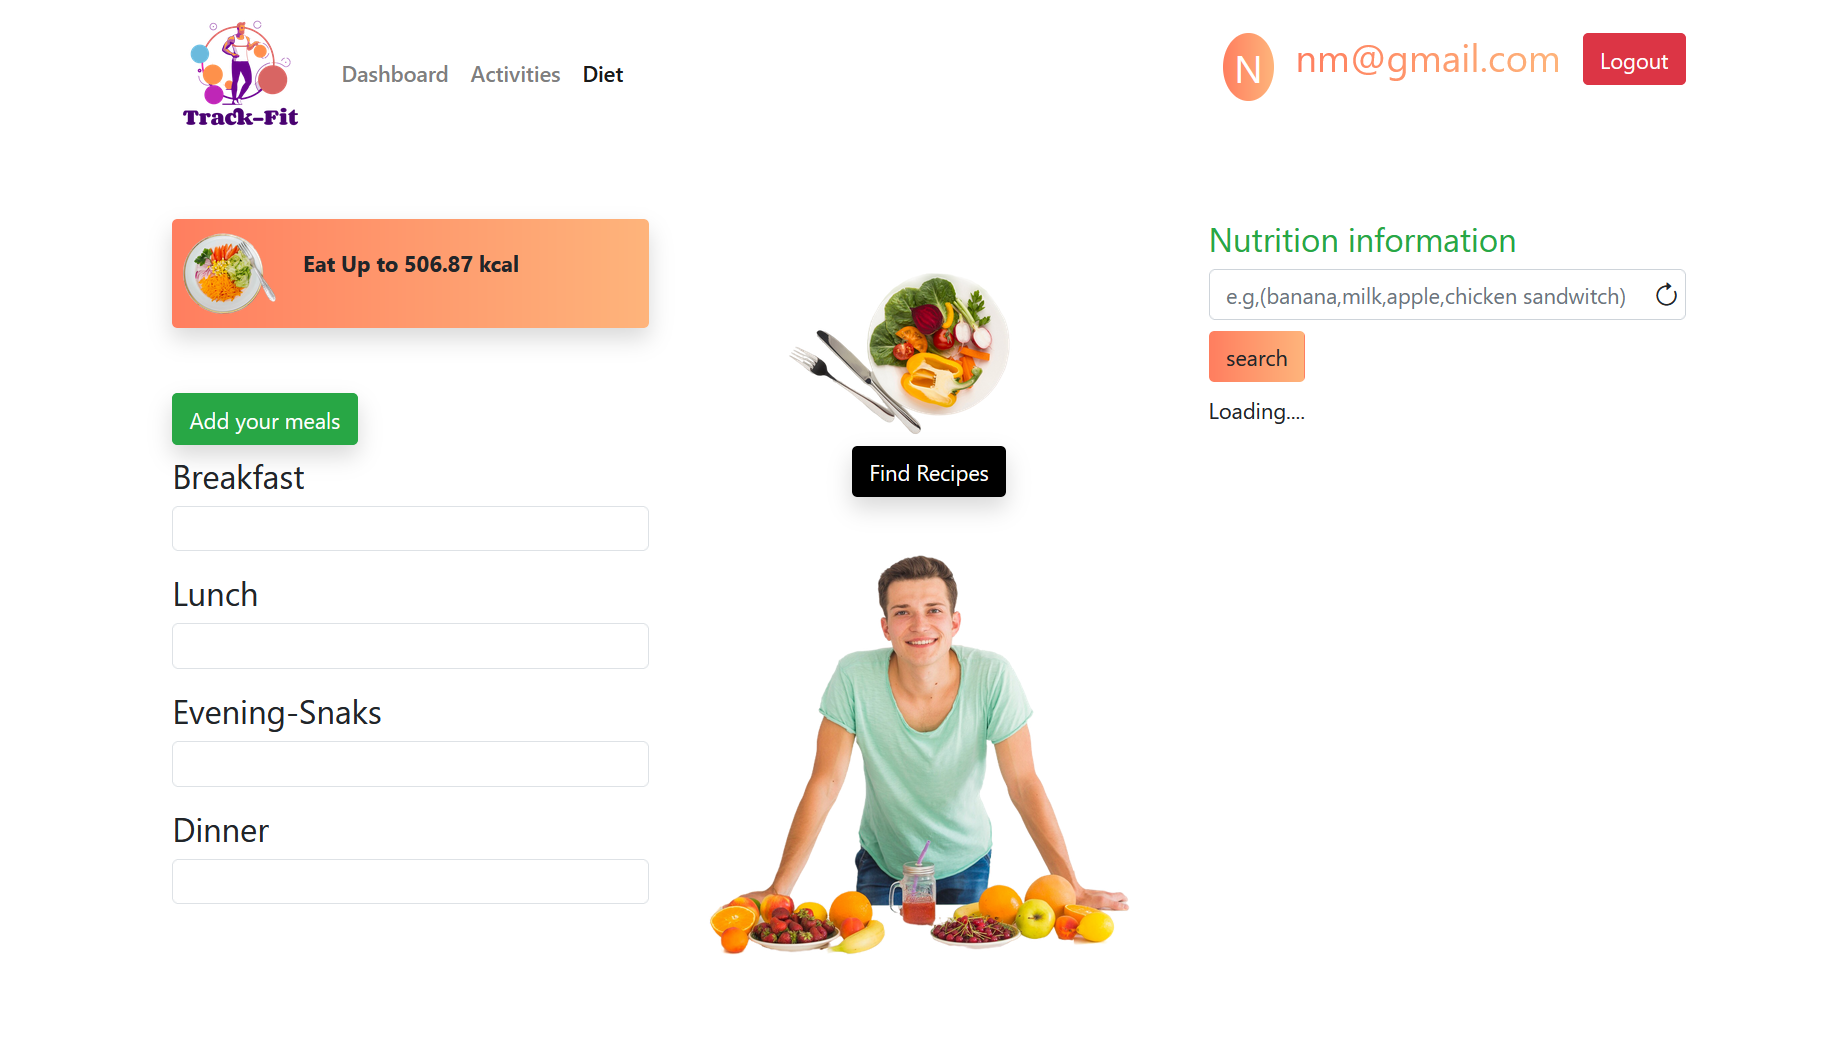 Track-Fit
Dashboard Activities Diet
N nm@gmail.com Logout
Eat Up to 506.87 kcal
Add your meals
Breakfast
Lunch
Evening-Snaks
Dinner
Find Recipes
Nutrition information
e.g,(banana,milk,apple,chicken sandwitch)
search
Loading....